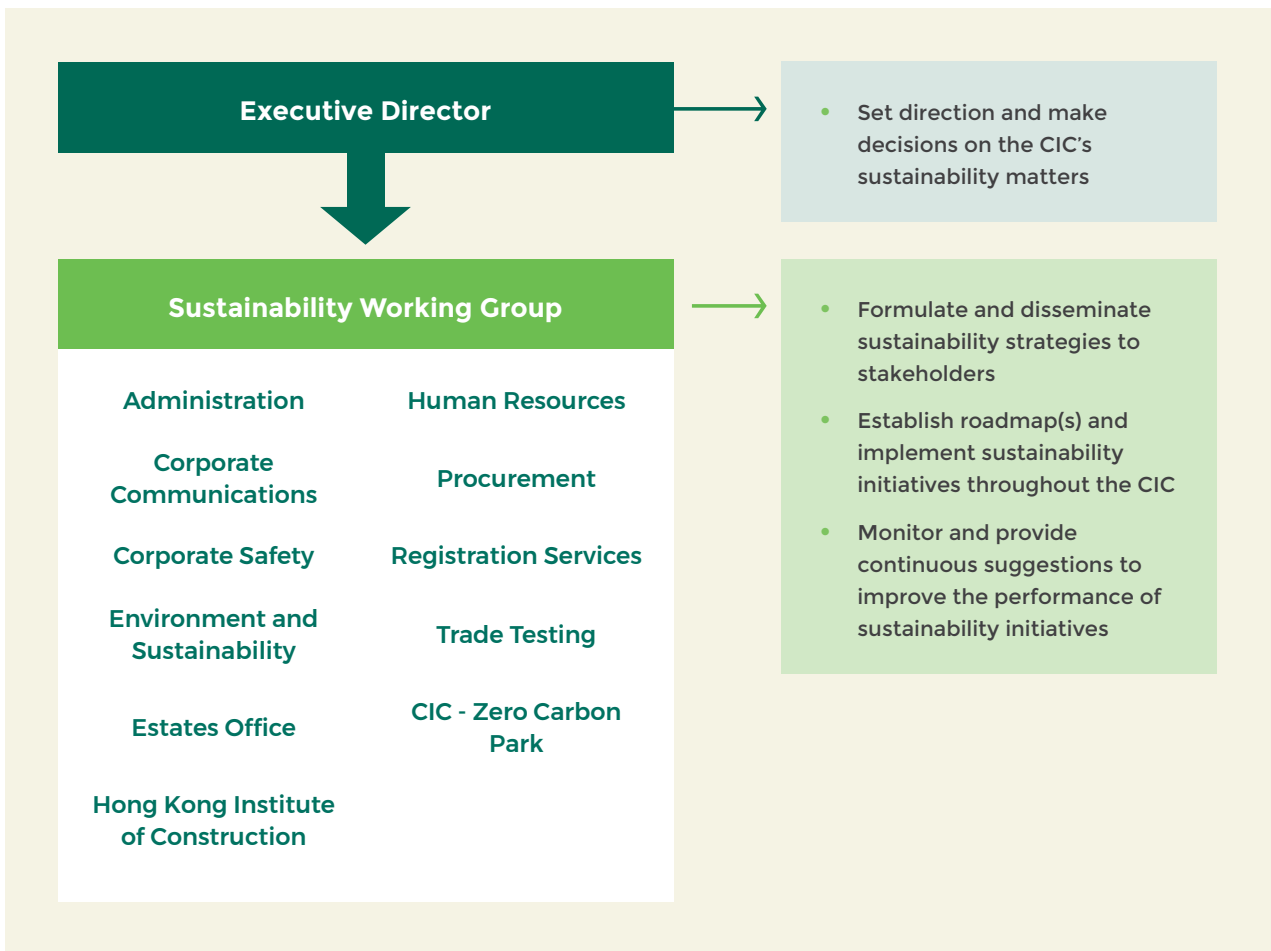 Executive Director
• Set direction and make
decisions on the CIC's
sustainability matters
Sustainability Working Group
Administration
Corporate
Communications
Corporate Safety
Environment and
Sustainability
Estates Office
Hong Kong Institute
of Construction
Human Resources
Procurement
Registration Services
Trade Testing
CIC - Zero Carbon
Park
• Formulate and disseminate
sustainability strategies to
stakeholders
• Establish roadmap(s) and
implement sustainability
initiatives throughout the CIC
• Monitor and provide
continuous suggestions to
improve the performance of
sustainability initiatives